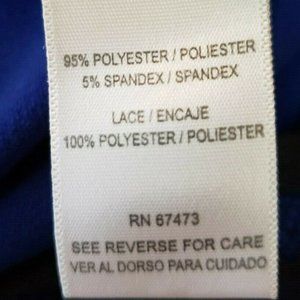 95% POLYESTER / POLIESTER
5% SPANDEX / SPANDEX
LACE / ENCAJE
100% POLYESTER / POLIESTER
RN 67473
SEE REVERSE FOR CARE
VER AL DORSO PARA CUIDADO